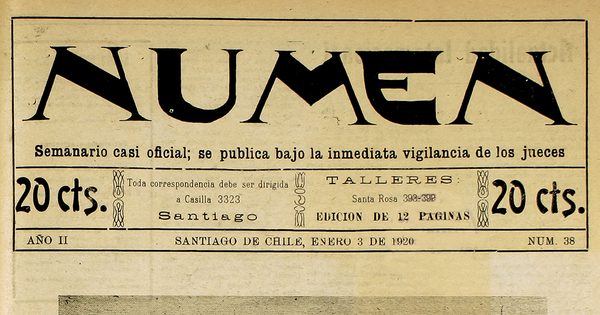 NUMEN
Semanario casi oficial; se publica bajo la inmediata vigilancia de los jueces
20 cts.
Toda correspondencia debe ser dirigida
a Casilla 3323
Santiago
TALLERES:
Santa Rosa
EDICION DE 12 PAGINAS
20 cts.
AÑO II
SANTIAGO DE CHILE, ENERO 3 DE 1920
NUM. 38